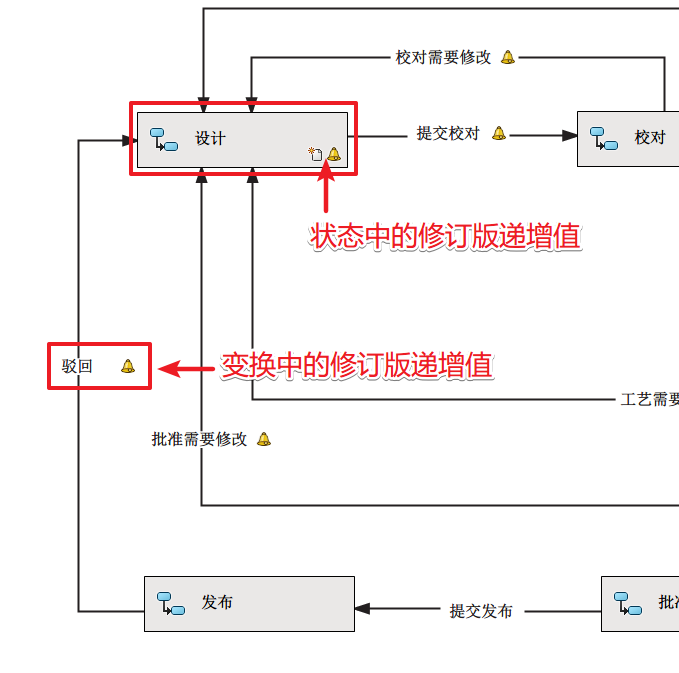 校对需要修改
设计
提交校对
校对
状态中的修订版递增值
驳回
变换中的修订版递增值
工艺需要
批准需要修改
发布
提交发布
批准